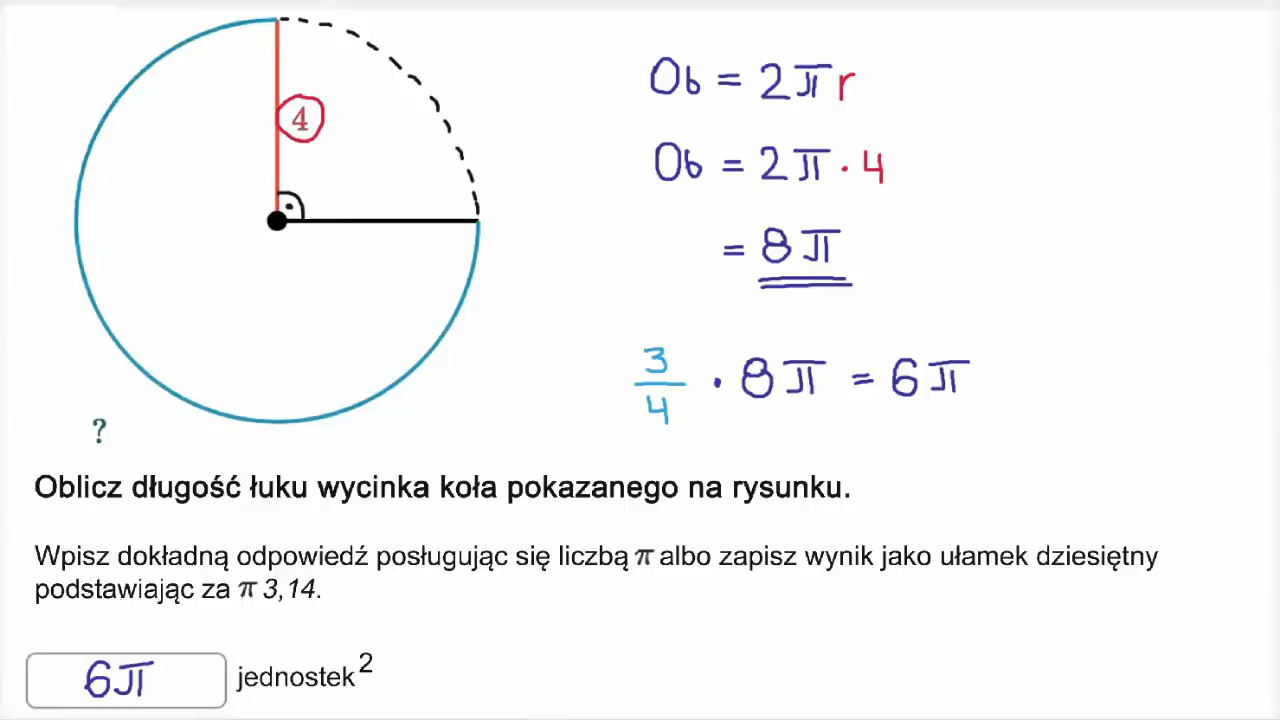 4
Ob = 2πr
Ob = 2π · 4
= 8π
3/4 · 8π = 6π
?
Oblicz długość łuku wycinka koła pokazanego na rysunku.
Wpisz dokładną odpowiedź posługując się liczbą π albo zapisz wynik jako ułamek dziesiętny
podstawiając za π 3,14.
6π jednostek²